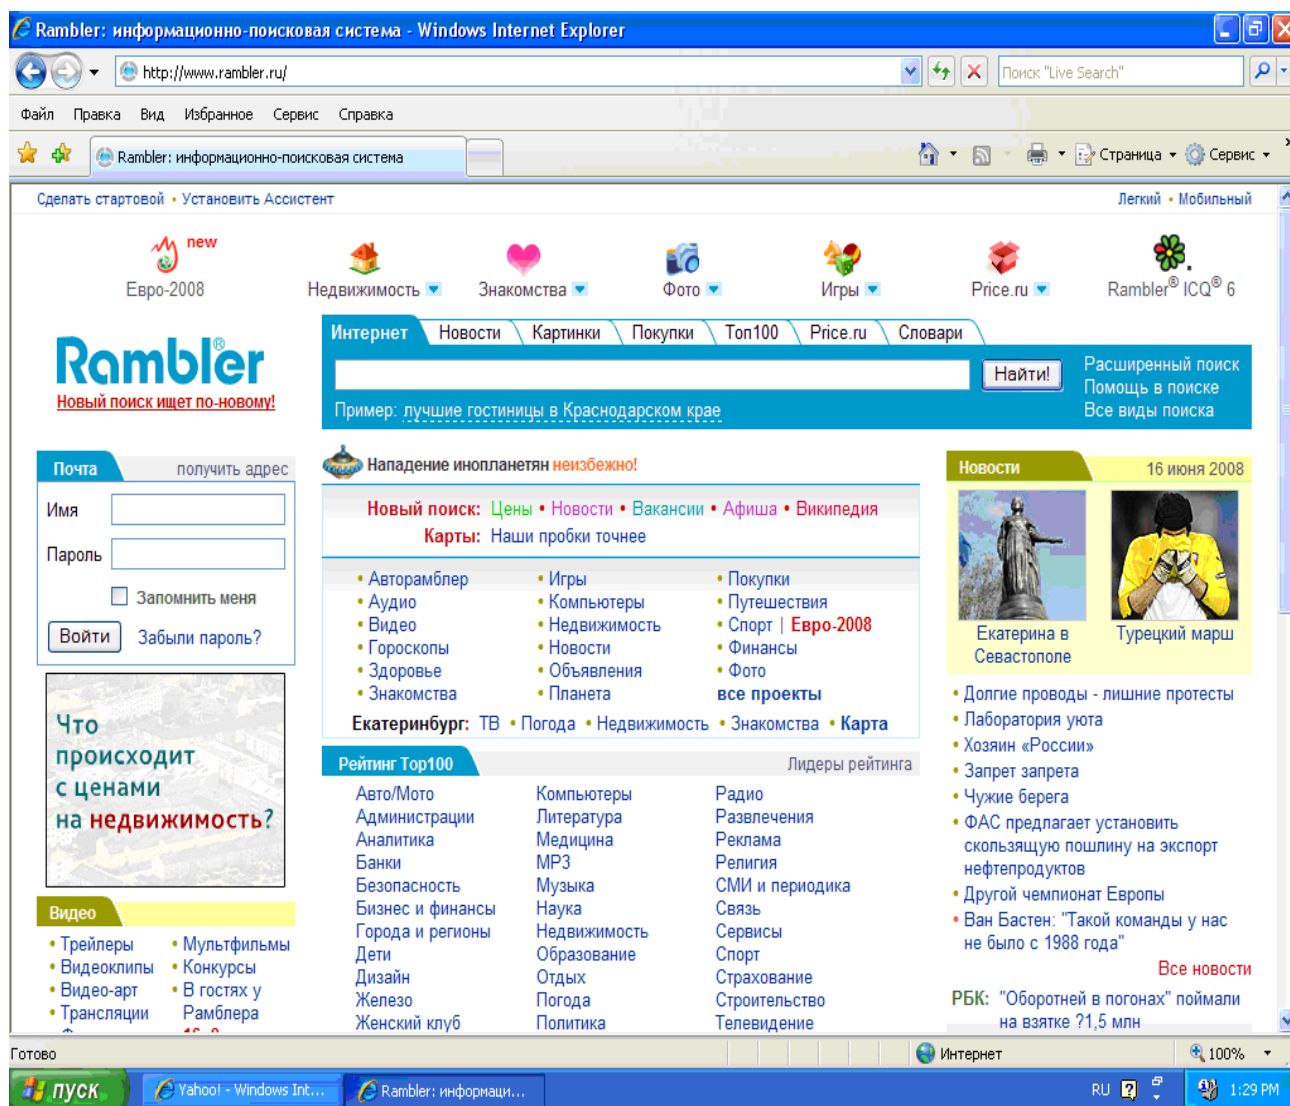 Rambler: информационно-поисковая система - Windows Internet Explorer
http://www.rambler.ru/
Поиск "Live Search"
Файл Правка Вид Избранное Сервис Справка
Rambler: информационно-поисковая система
Страница Сервис
Сделать стартовой • Установить Ассистент
Легкий • Мобильный
new
Евро-2008
Недвижимость
Знакомства
Фото
Игры
Price.ru
Rambler® ICQ® 6
Rambler®
Новый поиск ищет по-новому!
Интернет Новости Картинки Покупки Топ100 Price.ru Словари
Найти!
Расширенный поиск
Помощь в поиске
Все виды поиска
Пример: лучшие гостиницы в Краснодарском крае
Почта получить адрес
Имя
Пароль
Запомнить меня
Войти Забыли пароль?
Что
происходит
с ценами
на недвижимость?
Видео
• Трейлеры • Мультфильмы
• Видеоклипы • Конкурсы
• Видео-арт • В гостях у
• Трансляции Рамблера
Нападение инопланетян неизбежно!
Новый поиск: Цены • Новости • Вакансии • Афиша • Википедия
Карты: Наши пробки точнее
• Авторамблер • Игры • Покупки
• Аудио • Компьютеры • Путешествия
• Видео • Недвижимость • Спорт | Евро-2008
• Гороскопы • Новости • Финансы
• Здоровье • Объявления • Фото
• Знакомства • Планета все проекты
Екатеринбург: ТВ • Погода • Недвижимость • Знакомства • Карта
Рейтинг Top100 Лидеры рейтинга
Авто/Мото Компьютеры Радио
Администрации Литература Развлечения
Аналитика Медицина Реклама
Банки MP3 Религия
Безопасность Музыка СМИ и периодика
Бизнес и финансы Наука Связь
Города и регионы Недвижимость Сервисы
Дети Образование Спорт
Дизайн Отдых Страхование
Железо Погода Строительство
Женский клуб Политика Телевидение
Новости 16 июня 2008
Екатерина в
Севастополе
Турецкий марш
• Долгие проводы - лишние протесты
• Лаборатория уюта
• Хозяин «России»
• Запрет запрета
• Чужие берега
• ФАС предлагает установить
скользящую пошлину на экспорт
нефтепродуктов
• Другой чемпионат Европы
• Ван Бастен: "Такой команды у нас
не было с 1988 года"
Все новости
РБК: "Оборотней в погонах" поймали
на взятке ?1,5 млн
Готово
Интернет
100%
пуск
Yahoo! - Windows Int...
Rambler: информаци...
RU
1:29 PM